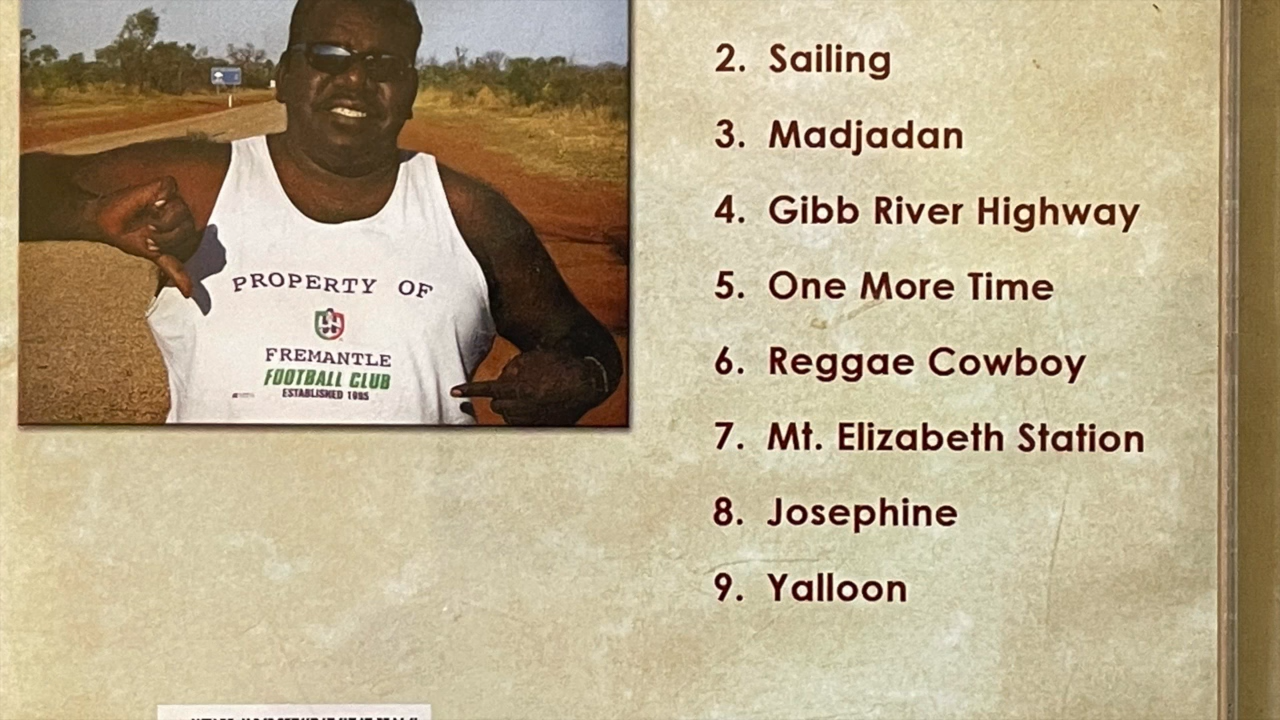 2. Sailing
3. Madjadan
4. Gibb River Highway
5. One More Time
6. Reggae Cowboy
7. Mt. Elizabeth Station
8. Josephine
9. Yalloon
PROPERTY OF
FREMANTLE
FOOTBALL CLUB
ESTABLISHED 1995